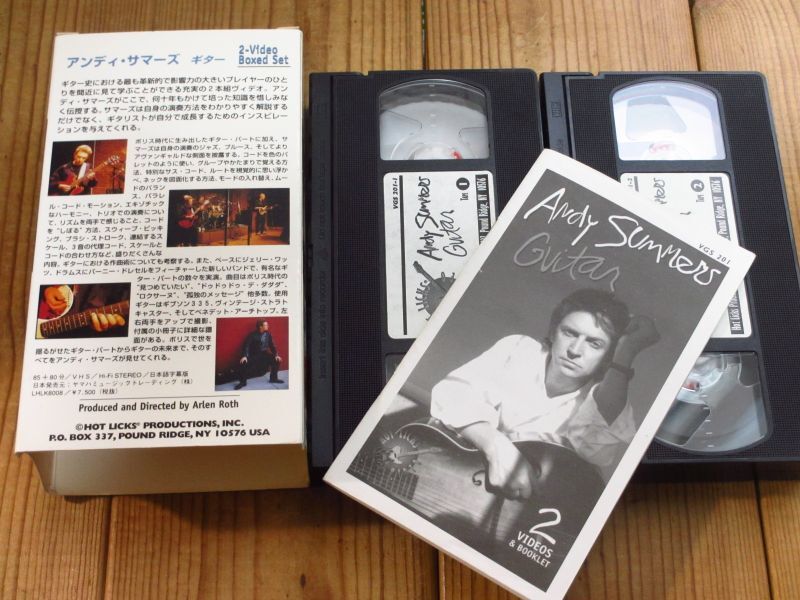 アンディ・サマーズ ギター
2-Video
Boxed Set
ギター史における最も革新的で影響力の大きいプレイヤーのひと
りを間近に見て学ぶことができる充実の2本組ヴィデオ。アン
ディ・サマーズがここで、何十年もかけて培った知識を惜しみな
く伝授する。サマーズは自身の演奏方法をわかりやすく解説する
だけでなく、ギタリストが自分で成長するためのインスピレー
ションを与えてくれる。
ポリス時代に生み出したギター・パートに加え、サ
マーズは自身の演奏のジャズ、ブルース、そしてより
アヴァンギャルドな側面を披露する。コードを色のパ
レットのように使い、グループやかたまりで覚える方
法、特別なサス・コード、ルートを視覚的に思い浮か
べ、ネックを図面化する方法、モードの入れ替え、ムー
ドのバラン
ス、パラレ
ル・コード・モーション、エキゾチック
なハーモニー、トリオでの演奏につい
て、リズムを両手で感じること、コード
を"しぼる"方法、スウィープ・ピッキ
ング、ブラシ・ストローク、連結するス
ケール、3音の代理コード、スケールと
コードの合わせ方など、盛りだくさんな
内容。ギターにおける作曲術についても考察する。また、ベースにジェリー・ワッ
ツ、ドラムスにバーニー・ドレセルをフィーチャーした新しいバンドで、有名なギ
ター・パートの数々を実演。曲目はポリス時代の
"見つめていたい"、"ドゥドゥドゥ・デ・ダダダ"、
"ロクサーヌ"、"孤独のメッセージ"他多数。使用
ギターはギブソン335、ヴィンテージ・ストラト
キャスター、そしてベネデット・アーチトップ。左
右両手をアップで撮影、
付属の小冊子に詳細な譜
面がある。ポリスで世を
揺るがせたギター・パートからギターの未来まで、そのす
べてをアンディ・サマーズが見せてくれる。
85+80分/VHS/Hi-Fi STEREO/日本語字幕版
日本発売元:ヤマハミュージックトレーディング(株)
LHLK8008/¥7,500(税抜)
Produced and Directed by Arlen Roth
©HOT LICKS® PRODUCTIONS, INC.
P.O. BOX 337, POUND RIDGE, NY 10576 USA
VGS 201-1
Andy Summers
Guitar
1
2
Andy Summers
Guitar
VGS 201
HOT LICKS
2
VIDEOS
& BOOKLET